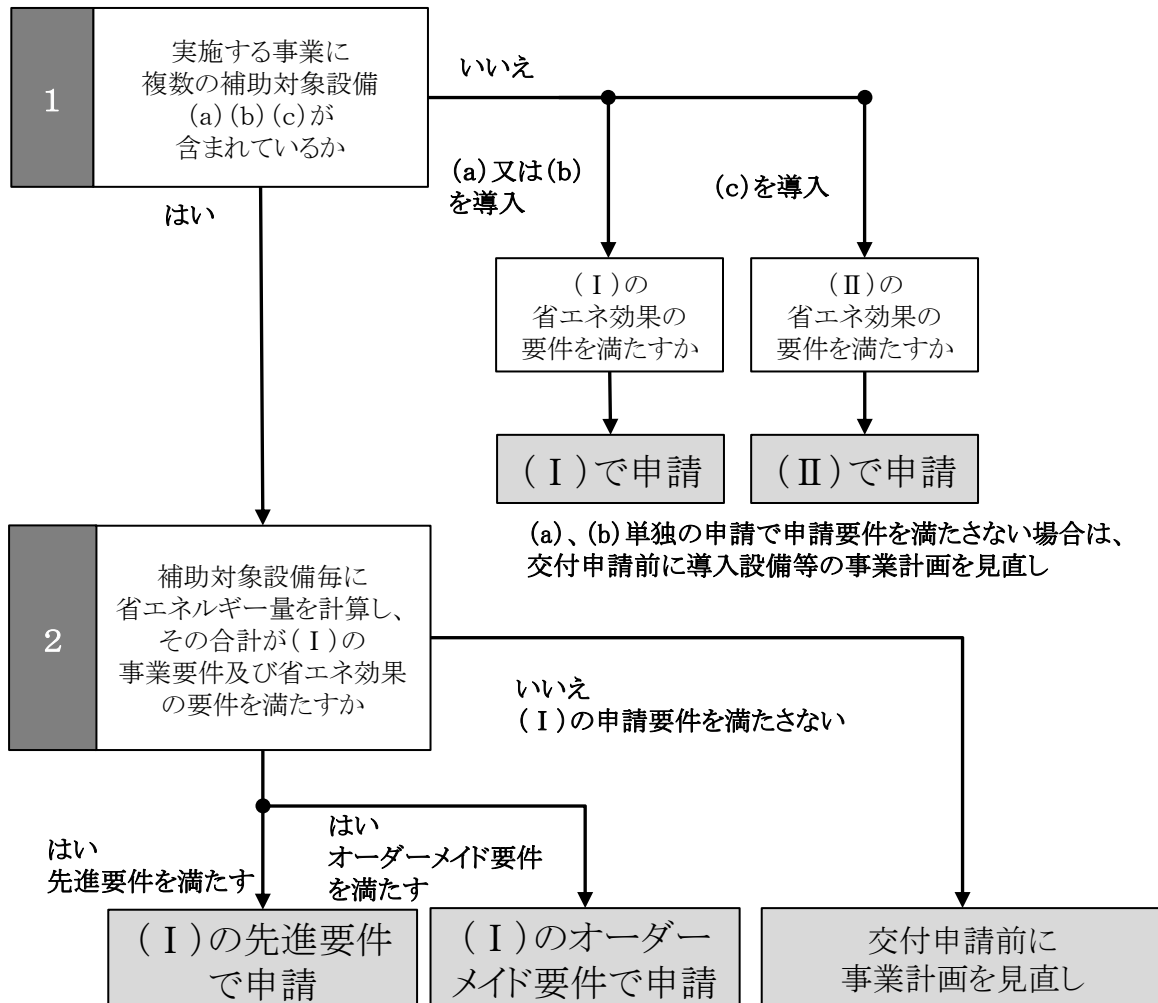 1
実施する事業に
複数の補助対象設備
(a)(b)(c)が
含まれているか
いいえ
はい
(a)又は(b)
を導入
(c)を導入
(Ⅰ)の
省エネ効果の
要件を満たすか
(Ⅱ)の
省エネ効果の
要件を満たすか
(Ⅰ)で申請
(Ⅱ)で申請
(a)、(b)単独の申請で申請要件を満たさない場合は、
交付申請前に導入設備等の事業計画を見直し
2
補助対象設備毎に
省エネルギー量を計算し、
その合計が(Ⅰ)の
事業要件及び省エネ効果
の要件を満たすか
いいえ
(Ⅰ)の申請要件を満たさない
はい
先進要件を満たす
はい
オーダーメイド要件
を満たす
(Ⅰ)の先進要件
で申請
(Ⅰ)のオーダー
メイド要件で申請
交付申請前に
事業計画を見直し